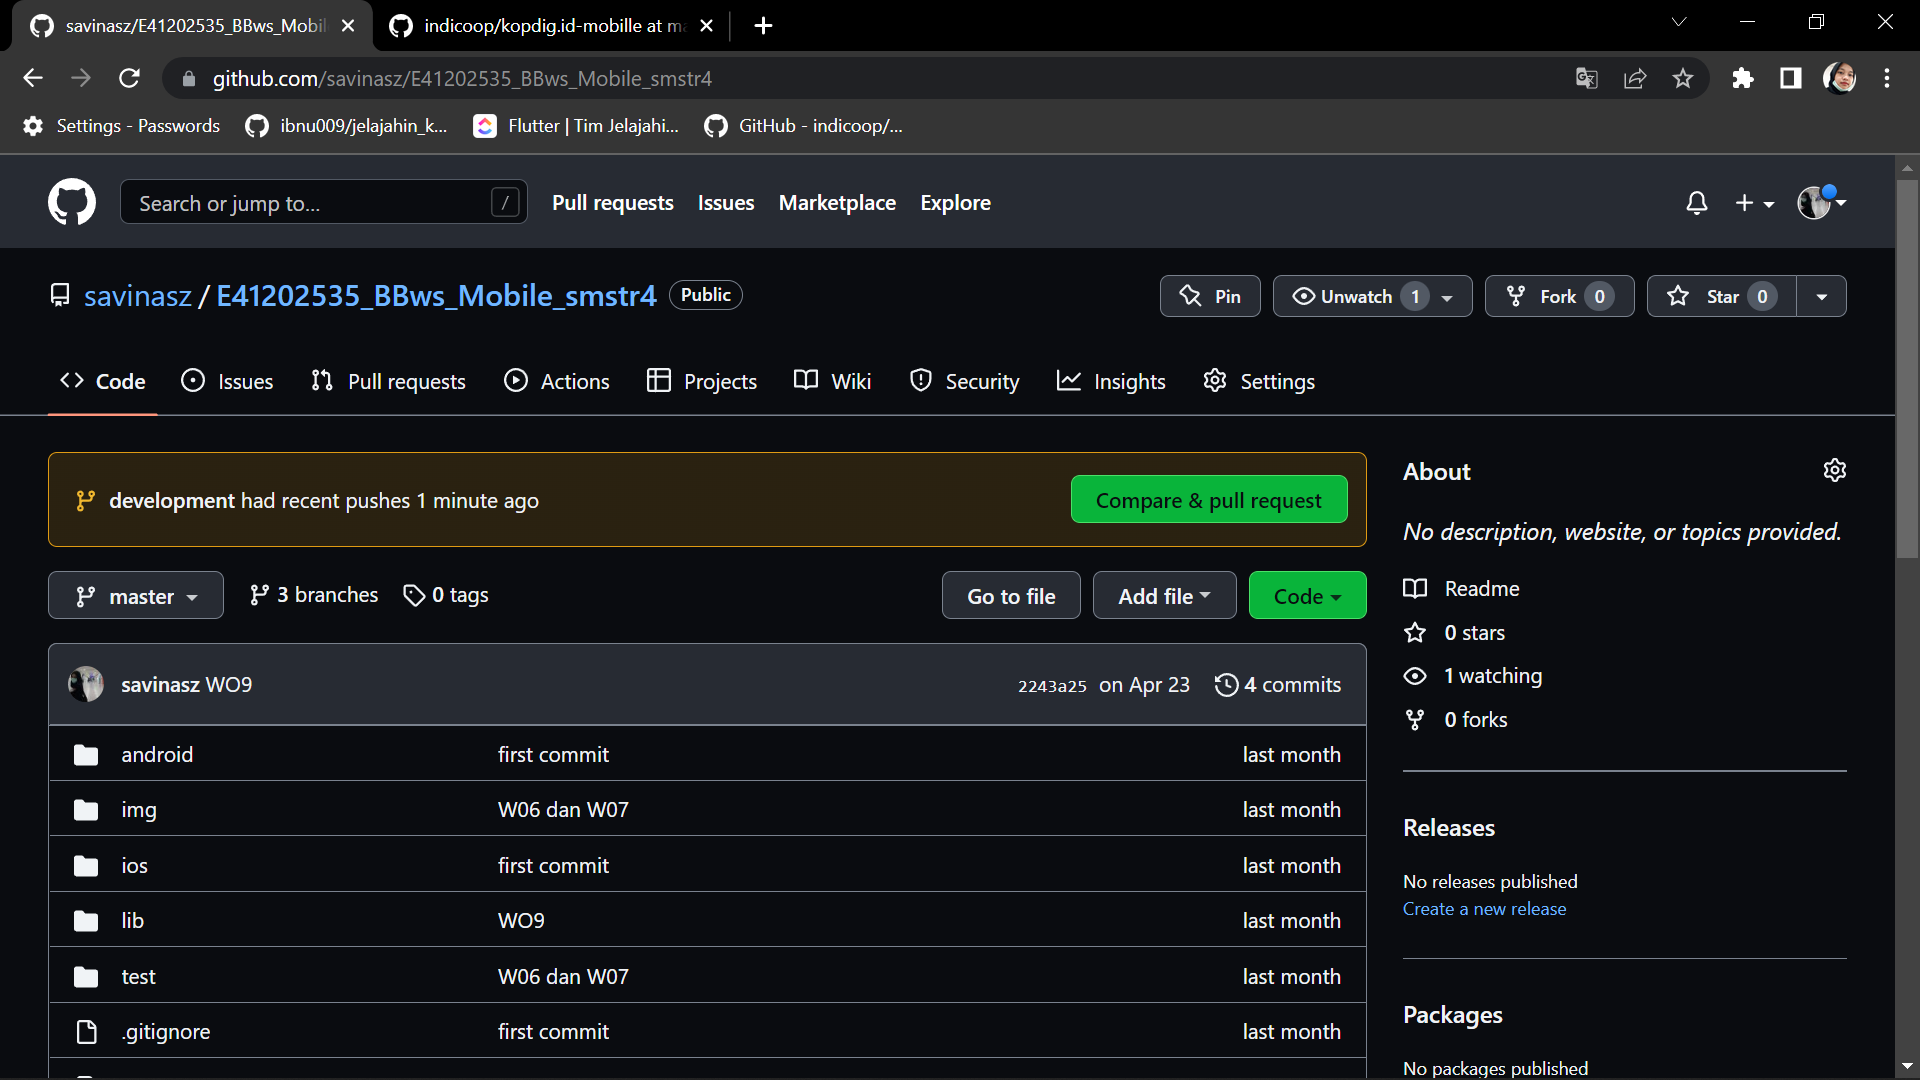 savinasz/E41202535_BBws_Mobil
indicoop/kopdig.id-mobille at ma
github.com/savinasz/E41202535_BBws_Mobile_smstr4
Settings - Passwords
ibnu009/jelajahin_k...
Flutter | Tim Jelajahi...
GitHub - indicoop/...
Search or jump to...
/
Pull requests
Issues
Marketplace
Explore
savinasz / E41202535_BBws_Mobile_smstr4
Public
Pin
Unwatch 1
Fork 0
Star 0
Code
Issues
Pull requests
Actions
Projects
Wiki
Security
Insights
Settings
development had recent pushes 1 minute ago
Compare & pull request
master
3 branches
0 tags
Go to file
Add file
Code
savinasz WO9
2243a25 on Apr 23
4 commits
android first commit last month
img W06 dan W07 last month
ios first commit last month
lib WO9 last month
test W06 dan W07 last month
.gitignore first commit last month
About
No description, website, or topics provided.
Readme
0 stars
1 watching
0 forks
Releases
No releases published
Create a new release
Packages
No packages published